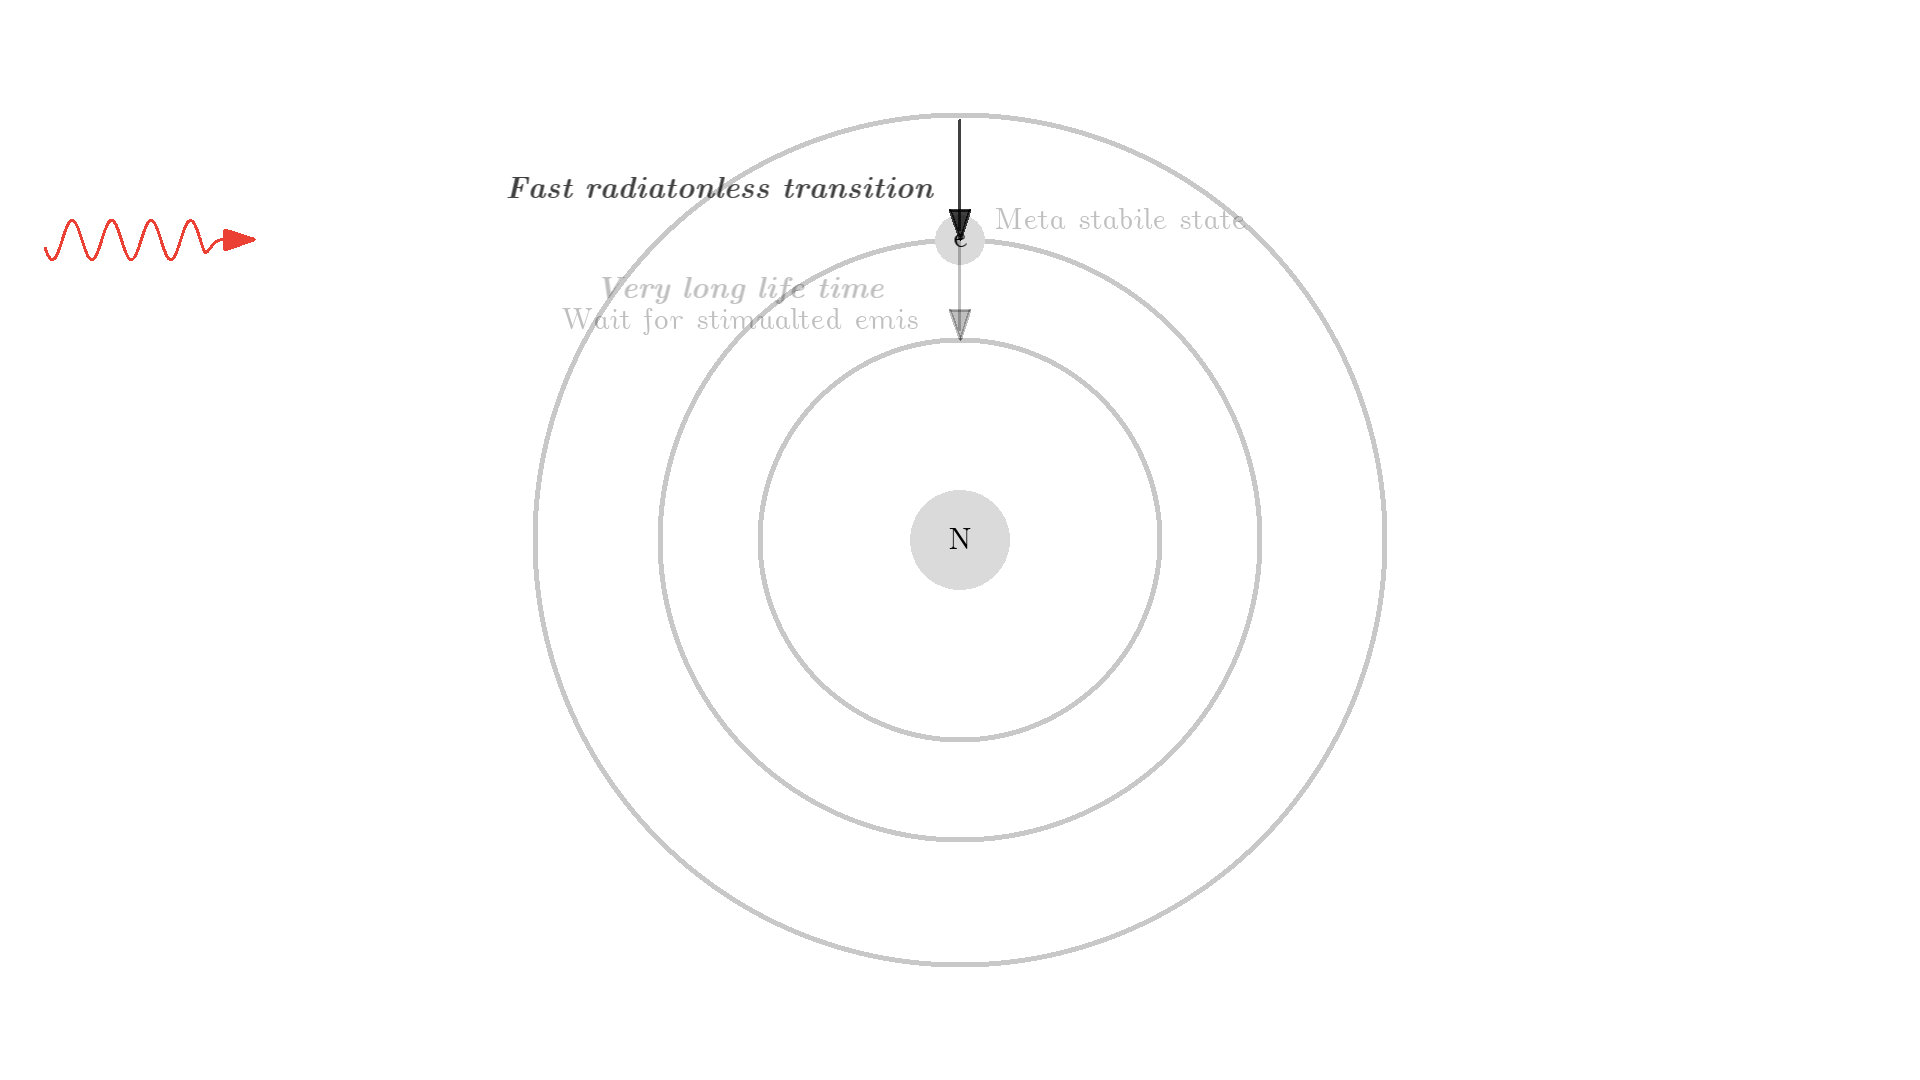 Fast radiatonless transition
Meta stabile state
e
Very long life time
Wait for stimualted emis
N